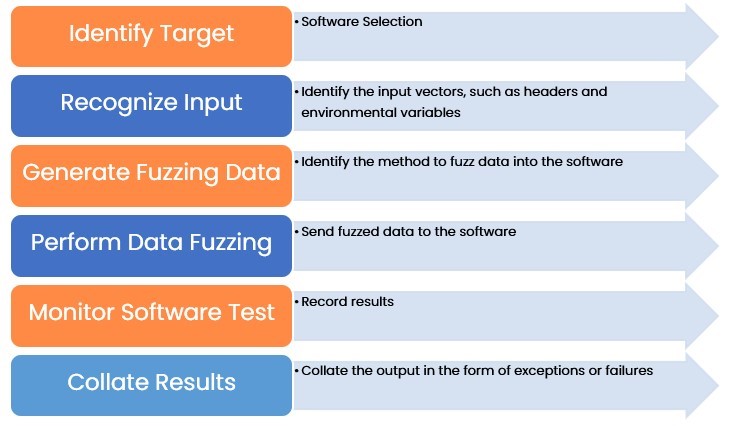 Identify Target
• Software Selection
Recognize Input
• Identify the input vectors, such as headers and
environmental variables
Generate Fuzzing Data
• Identify the method to fuzz data into the software
Perform Data Fuzzing
• Send fuzzed data to the software
Monitor Software Test
• Record results
Collate Results
• Collate the output in the form of exceptions or failures